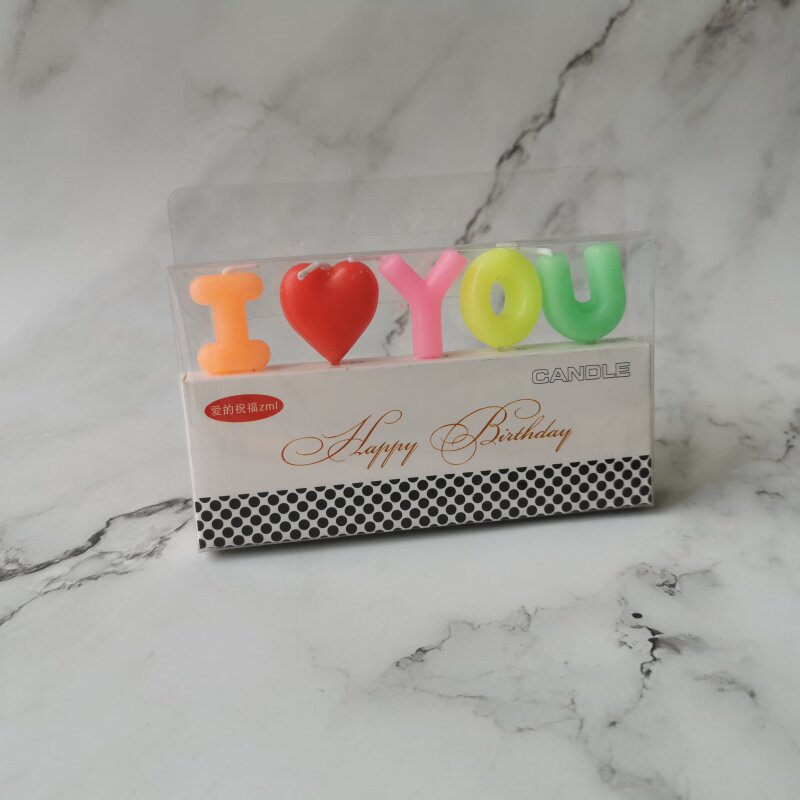 I ❤ YOU
CANDLE
爱的祝福zml
Happy Birthday